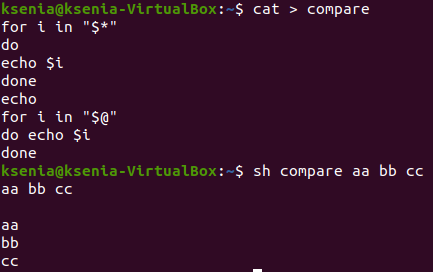 ksenia@ksenia-VirtualBox:~$ cat > compare
for i in "$*"
do
echo $i
done
echo
for i in "$@"
do echo $i
done
ksenia@ksenia-VirtualBox:~$ sh compare aa bb cc
aa bb cc

aa
bb
cc